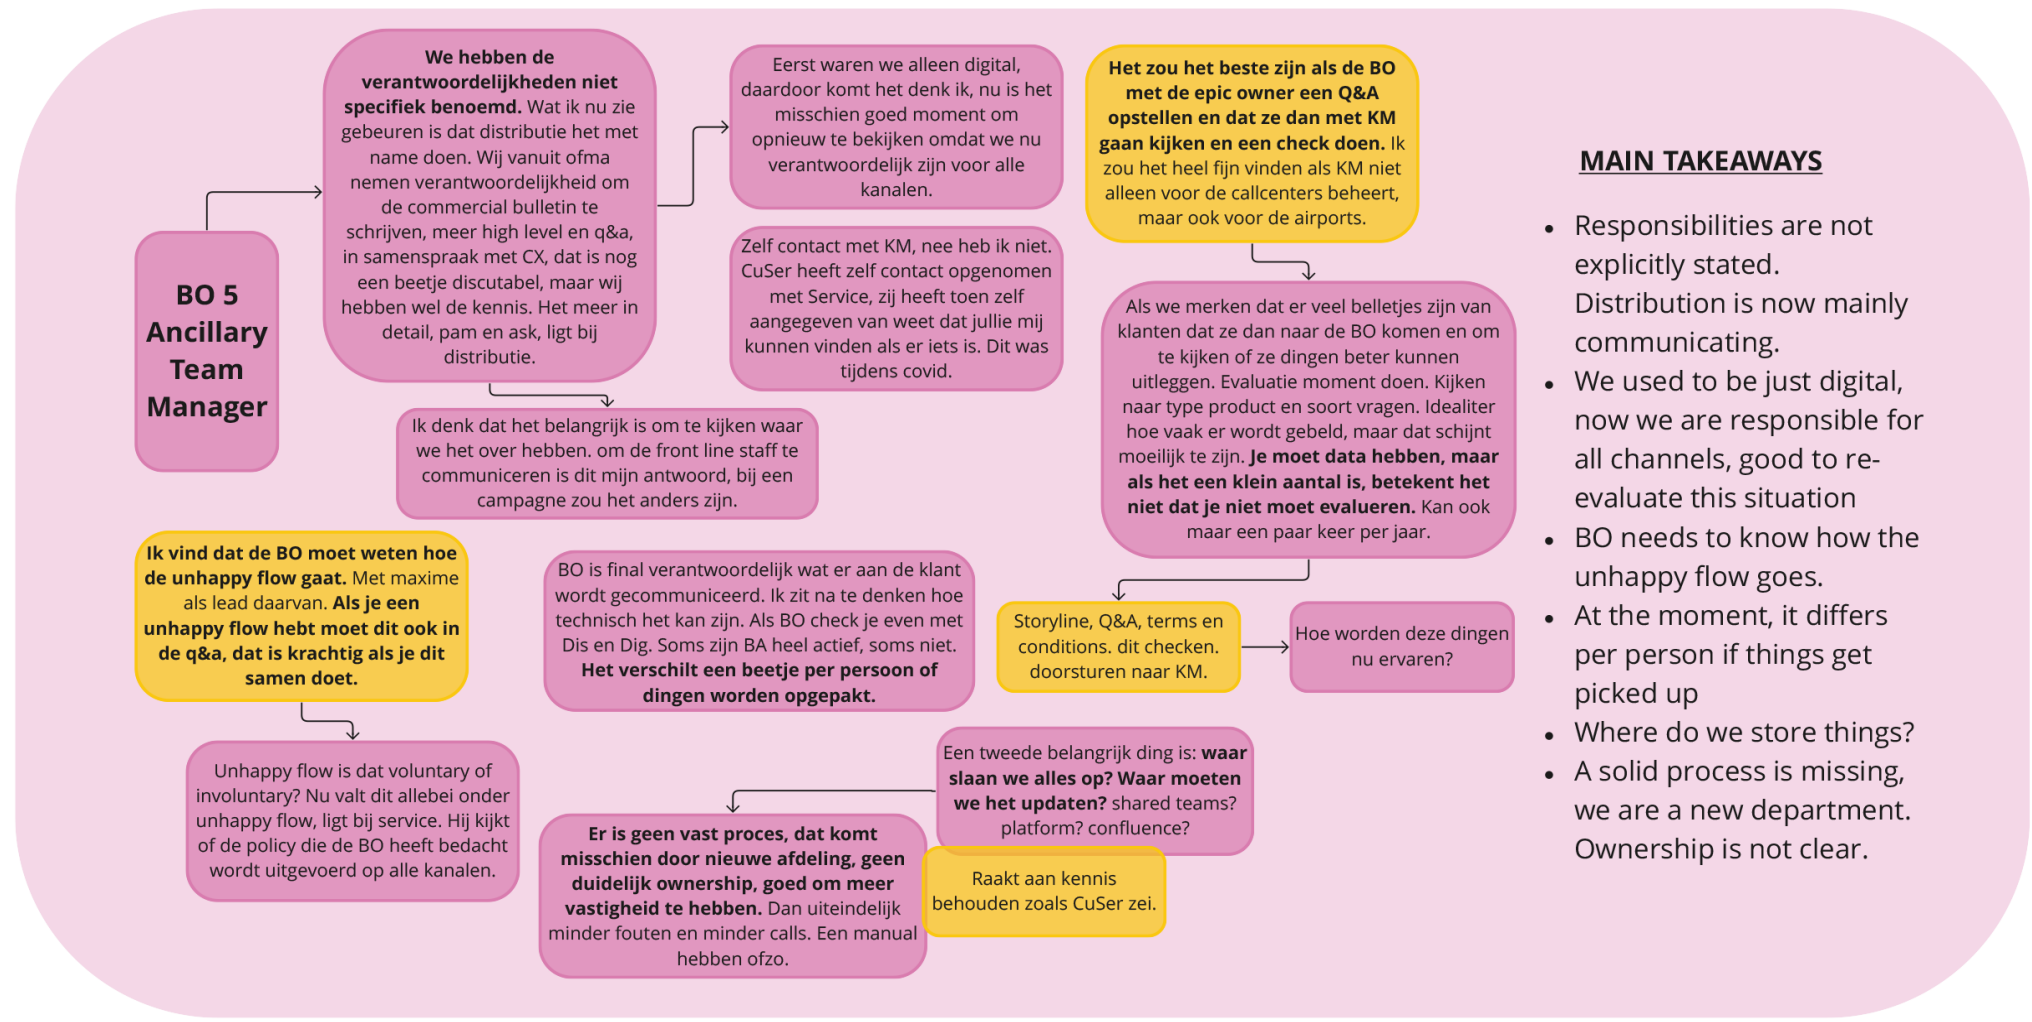 BO 5
Ancillary
Team
Manager
We hebben de
verantwoordelijkheden niet
specifiek benoemd. Wat ik nu zie
gebeuren is dat distributie het met
name doen. Wij vanuit ofma
nemen verantwoordelijkheid om
de commercial bulletin te
schrijven, meer high level en q&a,
in samenspraak met CX, dat is nog
een beetje discutabel, maar wij
hebben wel de kennis. Het meer in
detail, pam en ask, ligt bij
distributie.
Eerst waren we alleen digital,
daardoor komt het denk ik, nu is het
misschien goed moment om
opnieuw te bekijken omdat we nu
verantwoordelijk zijn voor alle
kanalen.
Zelf contact met KM, nee heb ik niet.
CuSer heeft zelf contact opgenomen
met Service, zij heeft toen zelf
aangegeven van weet dat jullie mij
kunnen vinden als er iets is. Dit was
tijdens covid.
Ik denk dat het belangrijk is om te kijken waar
we het over hebben. om de front line staff te
communiceren is dit mijn antwoord, bij een
campagne zou het anders zijn.
Het zou het beste zijn als de BO
met de epic owner een Q&A
opstellen en dat ze dan met KM
gaan kijken en een check doen. Ik
zou het heel fijn vinden als KM niet
alleen voor de callcenters beheert,
maar ook voor de airports.
Als we merken dat er veel belletjes zijn van
klanten dat ze dan naar de BO komen en om
te kijken of ze dingen beter kunnen
uitleggen. Evaluatie moment doen. Kijken
naar type product en soort vragen. Idealiter
hoe vaak er wordt gebeld, maar dat schijnt
moeilijk te zijn. Je moet data hebben, maar
als het een klein aantal is, betekent het
niet dat je niet moet evalueren. Kan ook
maar een paar keer per jaar.
Storyline, Q&A, terms en
conditions. dit checken.
doorsturen naar KM.
Hoe worden deze dingen
nu ervaren?
Ik vind dat de BO moet weten hoe
de unhappy flow gaat. Met maxime
als lead daarvan. Als je een
unhappy flow hebt moet dit ook in
de q&a, dat is krachtig als je dit
samen doet.
Unhappy flow is dat voluntary of
involuntary? Nu valt dit allebei onder
unhappy flow, ligt bij service. Hij kijkt
of de policy die de BO heeft bedacht
wordt uitgevoerd op alle kanalen.
BO is final verantwoordelijk wat er aan de klant
wordt gecommuniceerd. Ik zit na te denken hoe
technisch het kan zijn. Als BO check je even met
Dis en Dig. Soms zijn BA heel actief, soms niet.
Het verschilt een beetje per persoon of
dingen worden opgepakt.
Een tweede belangrijk ding is: waar
slaan we alles op? Waar moeten
we het updaten? shared teams?
platform? confluence?
Er is geen vast proces, dat komt
misschien door nieuwe afdeling, geen
duidelijk ownership, goed om meer
vastigheid te hebben. Dan uiteindelijk
minder fouten en minder calls. Een manual
hebben ofzo.
Raakt aan kennis
behouden zoals CuSer zei.
MAIN TAKEAWAYS
• Responsibilities are not
explicitly stated.
Distribution is now mainly
communicating.
• We used to be just digital,
now we are responsible for
all channels, good to re-
evaluate this situation
• BO needs to know how the
unhappy flow goes.
• At the moment, it differs
per person if things get
picked up
• Where do we store things?
• A solid process is missing,
we are a new department.
Ownership is not clear.